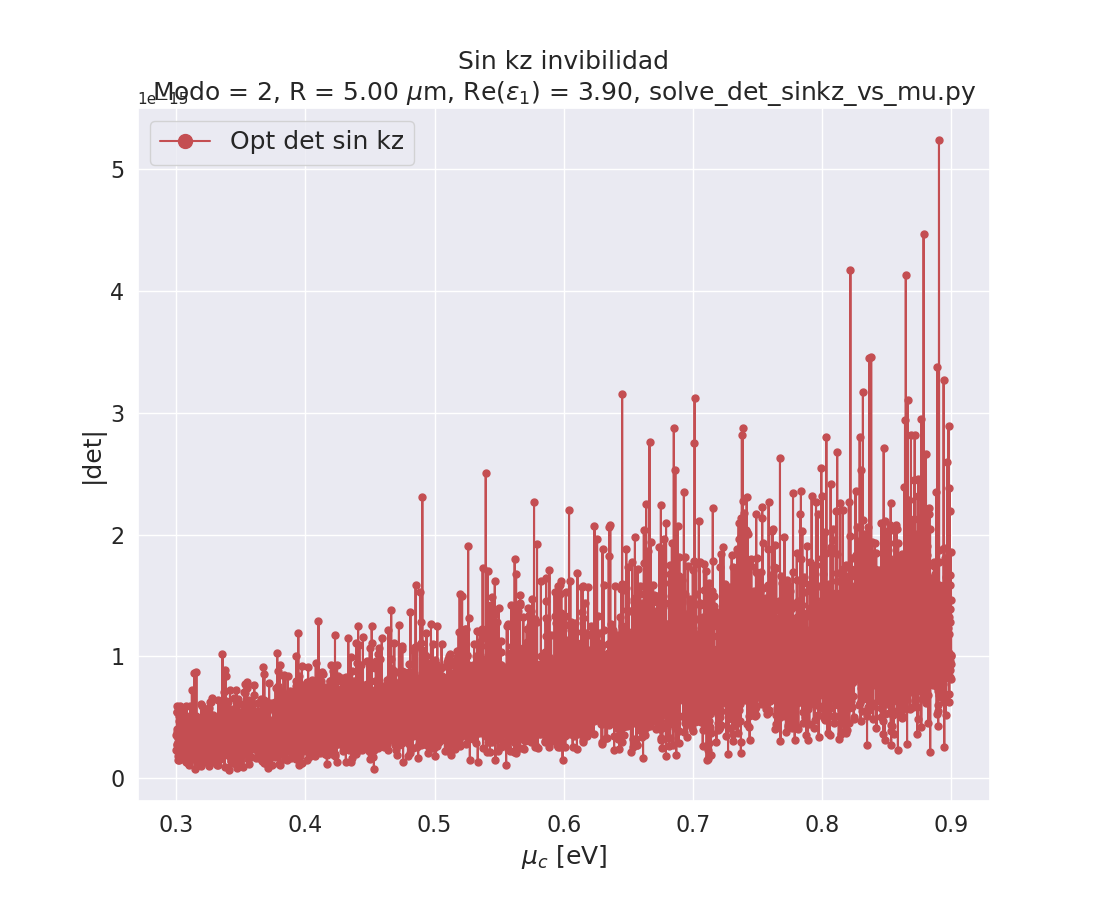 Sin kz invibilidad
Modo = 2, R = 5.00 μm, Re(ε₁) = 3.90, solve_det_sinkz_vs_mu.py
Opt det sin kz
5
4
3
2
1
0
|det|
0.3 0.4 0.5 0.6 0.7 0.8 0.9
μc [eV]